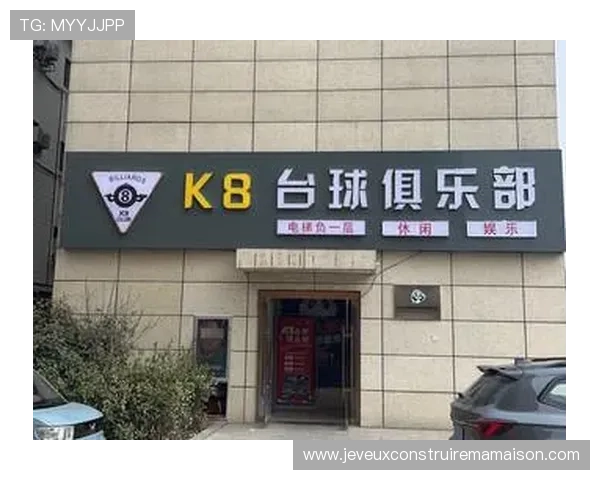 TG: MYYJJPP
BILLIARDS
8
K8
CLUB
K8 台球俱乐部
电梯负一层 休闲 娱乐
www.jeveuxconstruiremamaison.com